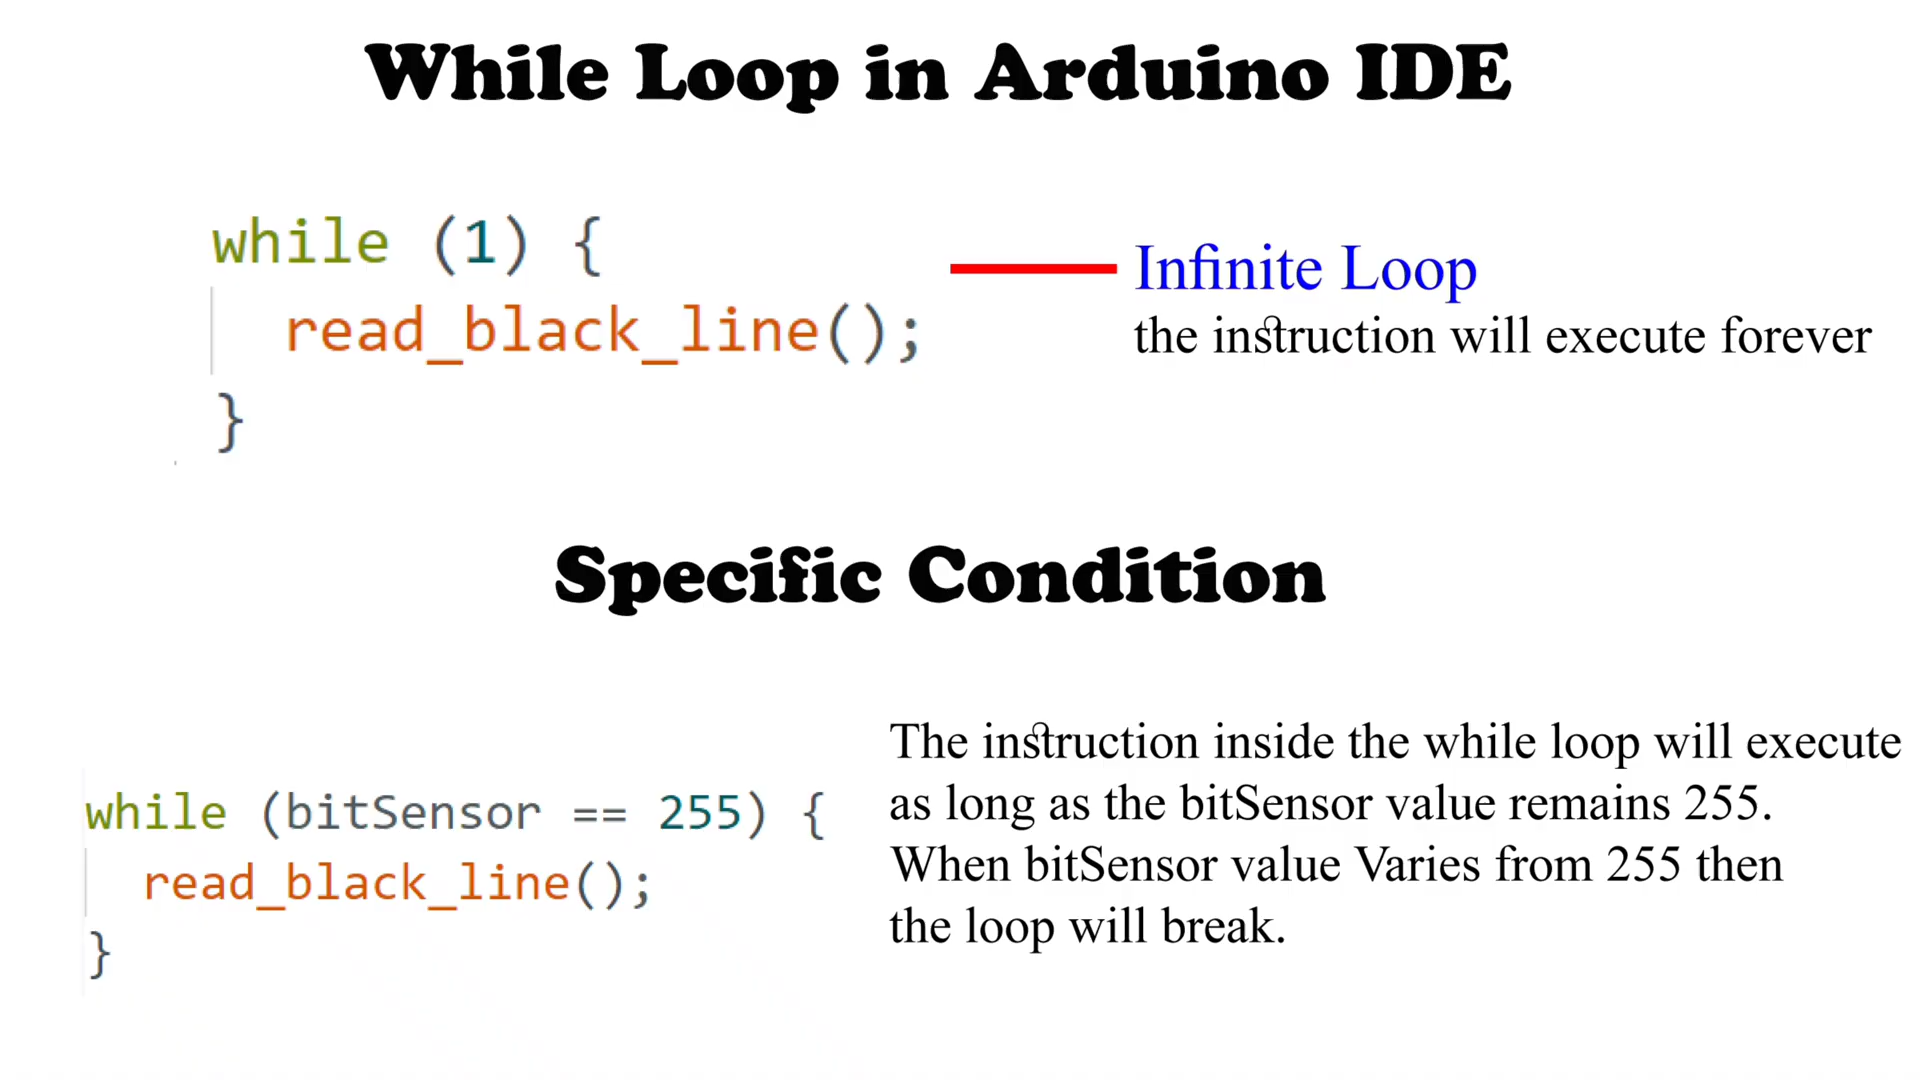 While Loop in Arduino IDE
while (1) {
read_black_line();
}
Infinite Loop
the instruction will execute forever
Specific Condition
while (bitSensor == 255) {
read_black_line();
}
The instruction inside the while loop will execute
as long as the bitSensor value remains 255.
When bitSensor value Varies from 255 then
the loop will break.